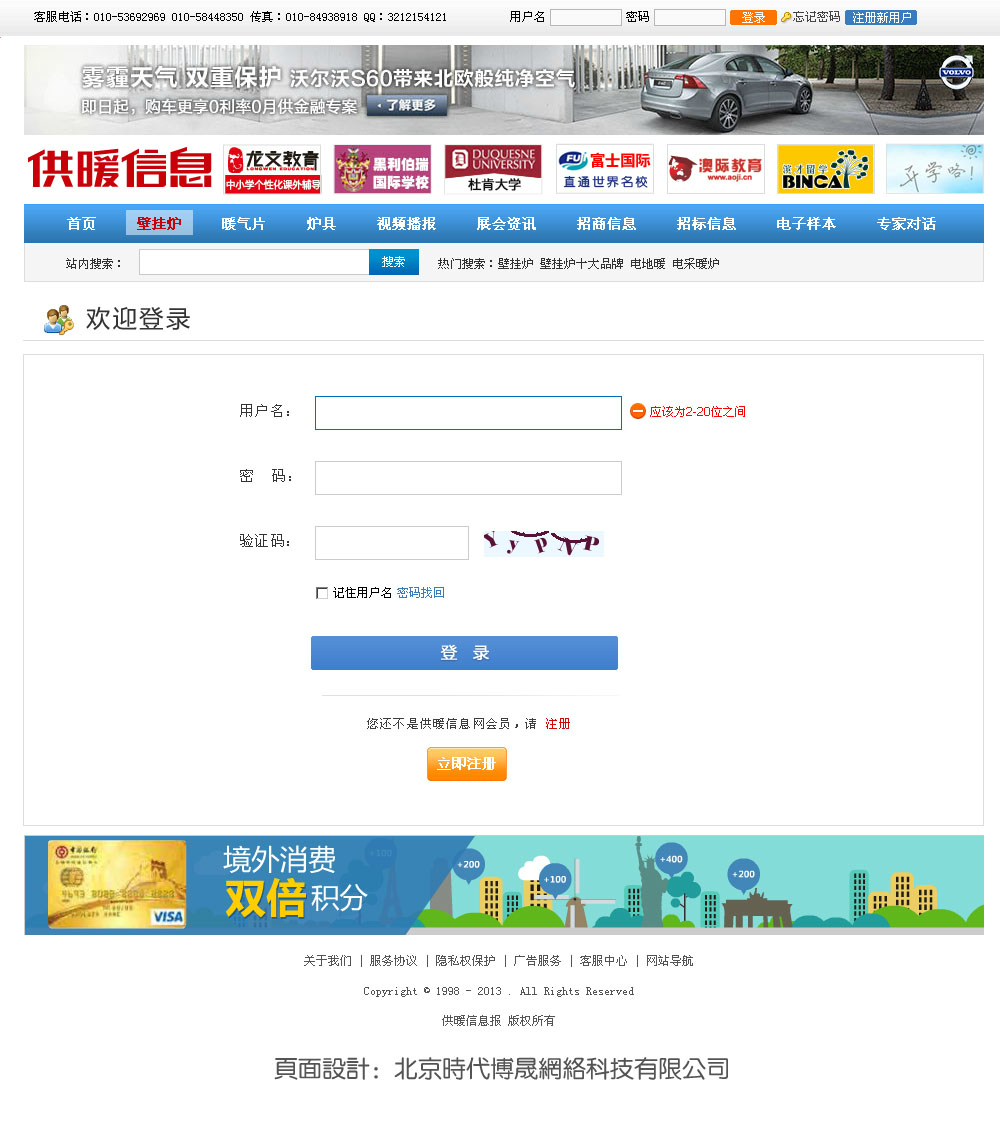 客服电话：010-53692969 010-58448350 传真：010-84938918 QQ：3212154121 用户名 密码 登录 忘记密码 注册新用户
雾霾天气 双重保护 沃尔沃S60带来北欧般纯净空气
即日起，购车更享0利率0月供金融专案 了解更多
VOLVO
供暖信息
龙文教育
LONGWEN EDUCATION
中小学个性化课外辅导
黑利伯瑞
国际学校
DUQUESNE
UNIVERSITY
杜肯大学
FU 富士国际
直通世界名校
澳际教育
www.aoji.cn
滨才留学
BINCAI
开学咯！
首页 壁挂炉 暖气片 炉具 视频播报 展会资讯 招商信息 招标信息 电子样本 专家对话
站内搜索： 搜索 热门搜索：壁挂炉 壁挂炉十大品牌 电地暖 电采暖炉
欢迎登录
用户名： 应该为2-20位之间
密 码：
验证码：
记住用户名 密码找回
登 录
您还不是供暖信息网会员，请 注册
立即注册
中国银行
VISA
境外消费
双倍积分
+100
+200
+100
+400
+200
关于我们 | 服务协议 | 隐私权保护 | 广告服务 | 客服中心 | 网站导航
Copyright © 1998 - 2013 . All Rights Reserved
供暖信息报 版权所有
頁面設計：北京時代博晟網絡科技有限公司